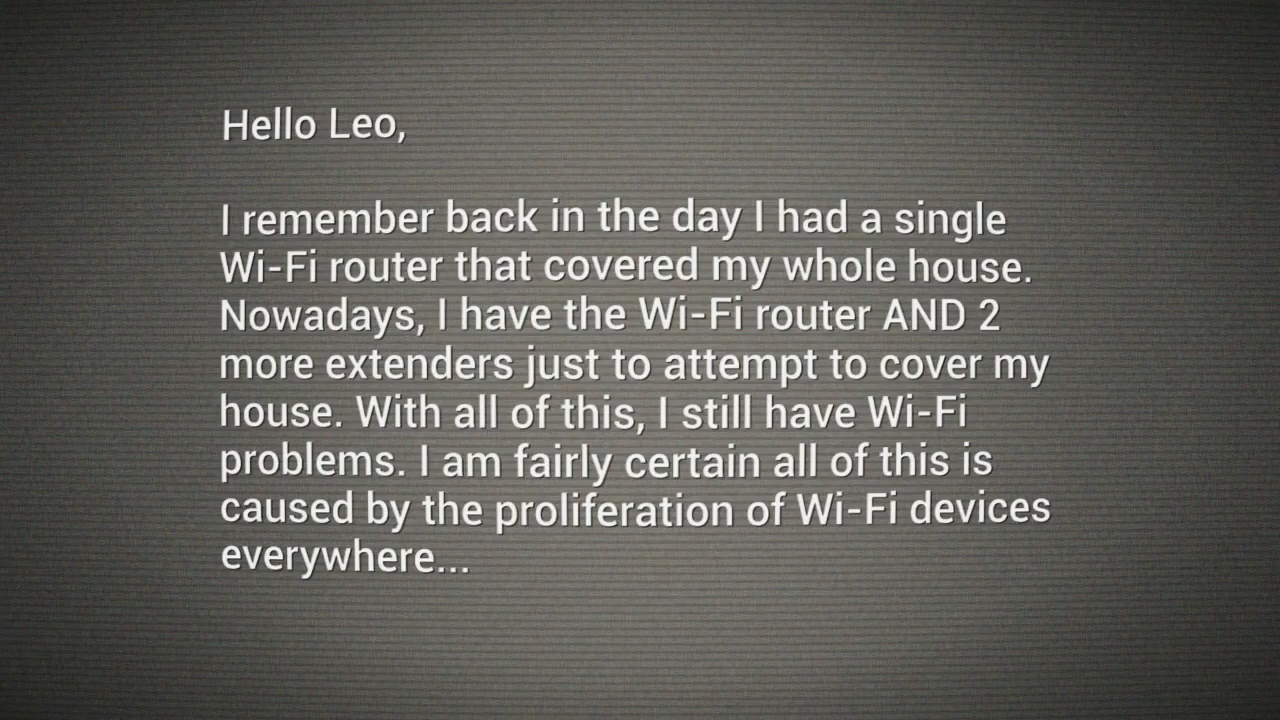 Hello Leo,
I remember back in the day I had a single
Wi-Fi router that covered my whole house.
Nowadays, I have the Wi-Fi router AND 2
more extenders just to attempt to cover my
house. With all of this, I still have Wi-Fi
problems. I am fairly certain all of this is
caused by the proliferation of Wi-Fi devices
everywhere...